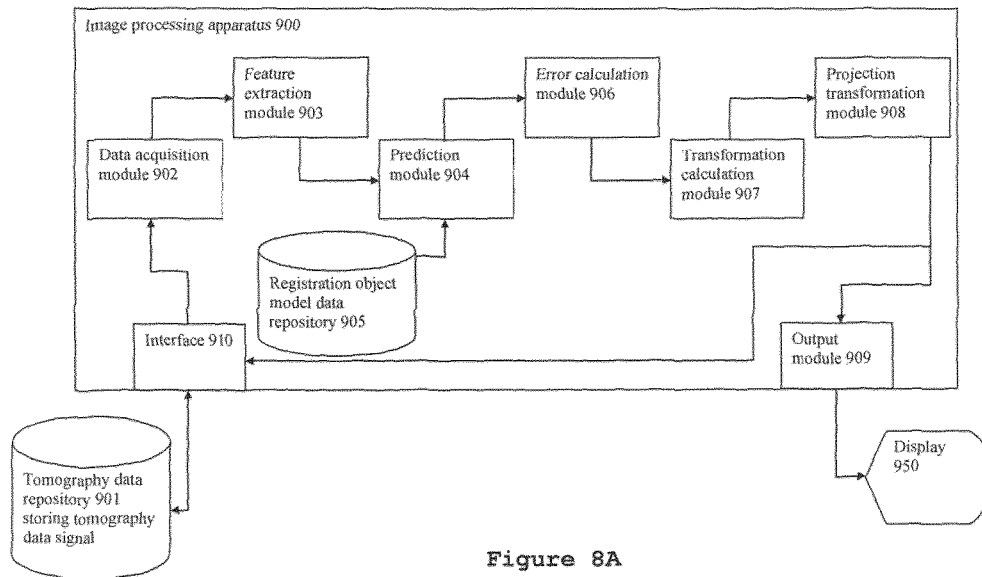 Image processing apparatus 900
Feature
extraction
module 903
Error calculation
module 906
Projection
transformation
module 908
Data acquisition
module 902
Prediction
module 904
Transformation
calculation
module 907
Registration object
model data
repository 905
Interface 910
Output
module 909
Tomography data
repository 901
storing tomography
data signal
Display
950
Figure 8A